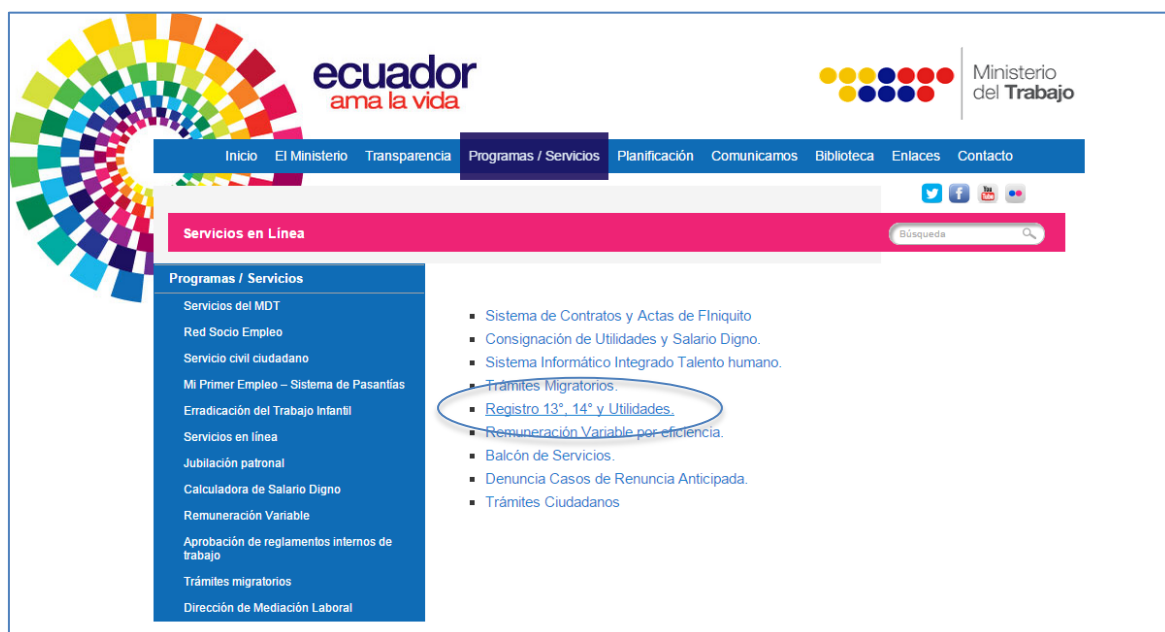 ecuador
ama la vida
Ministerio
del Trabajo
Inicio El Ministerio Transparencia Programas / Servicios Planificación Comunicamos Biblioteca Enlaces Contacto
You
Tube
Servicios en Línea
Búsqueda
Programas / Servicios
Servicios del MDT
Red Socio Empleo
Servicio civil ciudadano
Mi Primer Empleo – Sistema de Pasantías
Erradicación del Trabajo Infantil
Servicios en línea
Jubilación patronal
Calculadora de Salario Digno
Remuneración Variable
Aprobación de reglamentos internos de
trabajo
Trámites migratorios
Dirección de Mediación Laboral
Sistema de Contratos y Actas de FIniquito
Consignación de Utilidades y Salario Digno.
Sistema Informático Integrado Talento humano.
Trámites Migratorios.
Registro 13°, 14° y Utilidades.
Remuneración Variable por eficiencia.
Balcón de Servicios.
Denuncia Casos de Renuncia Anticipada.
Trámites Ciudadanos